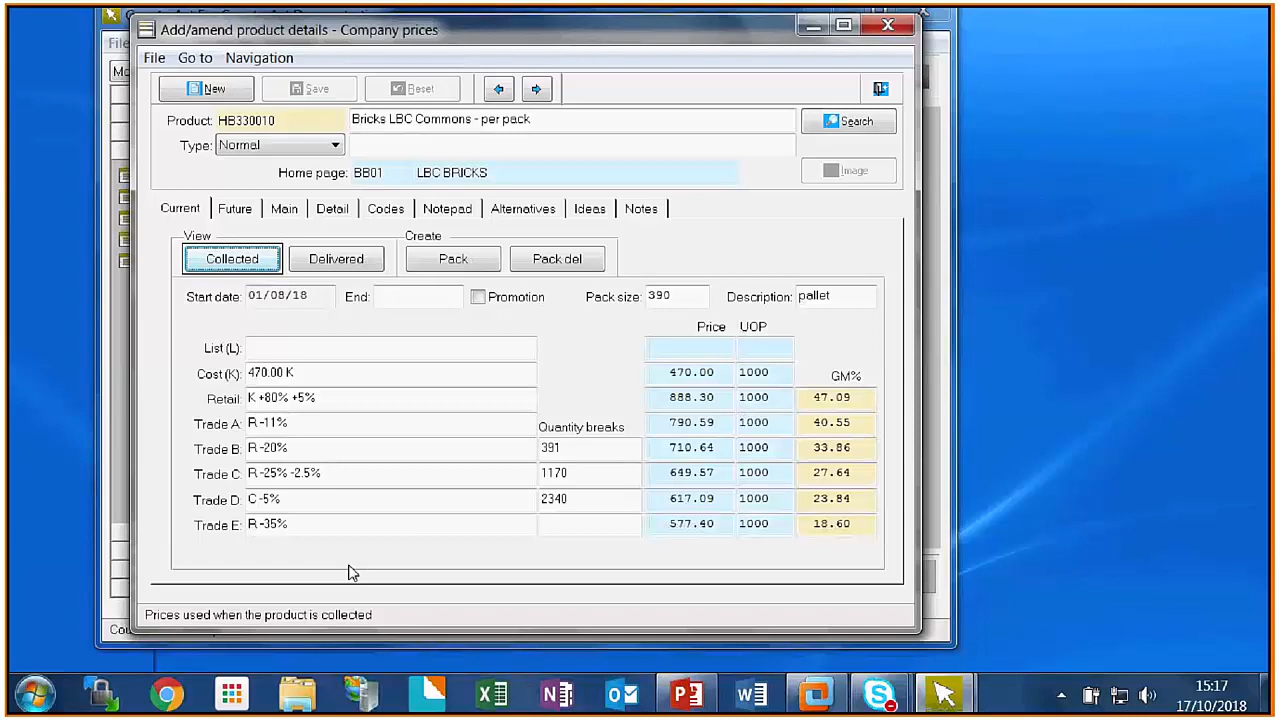 Add/amend product details - Company prices
File Go to Navigation
New Save Reset
Product: HB330010 Bricks LBC Commons - per pack Search
Type: Normal
Home page: BB01 LBC BRICKS Image
Current Future Main Detail Codes Notepad Alternatives Ideas Notes
View Create
Collected Delivered Pack Pack del
Start date: 01/08/18 End: Promotion Pack size: 390 Description: pallet
Price UOP
List (L):
Cost (K): 470.00 K 470.00 1000 GM%
Retail: K +80% +5% 888.30 1000 47.09
Trade A: R -11% Quantity breaks 790.59 1000 40.55
Trade B: R -20% 391 710.64 1000 33.86
Trade C: R -25% -2.5% 1170 649.57 1000 27.64
Trade D: C -5% 2340 617.09 1000 23.84
Trade E: R -35% 577.40 1000 18.60
Prices used when the product is collected
15:17
17/10/2018